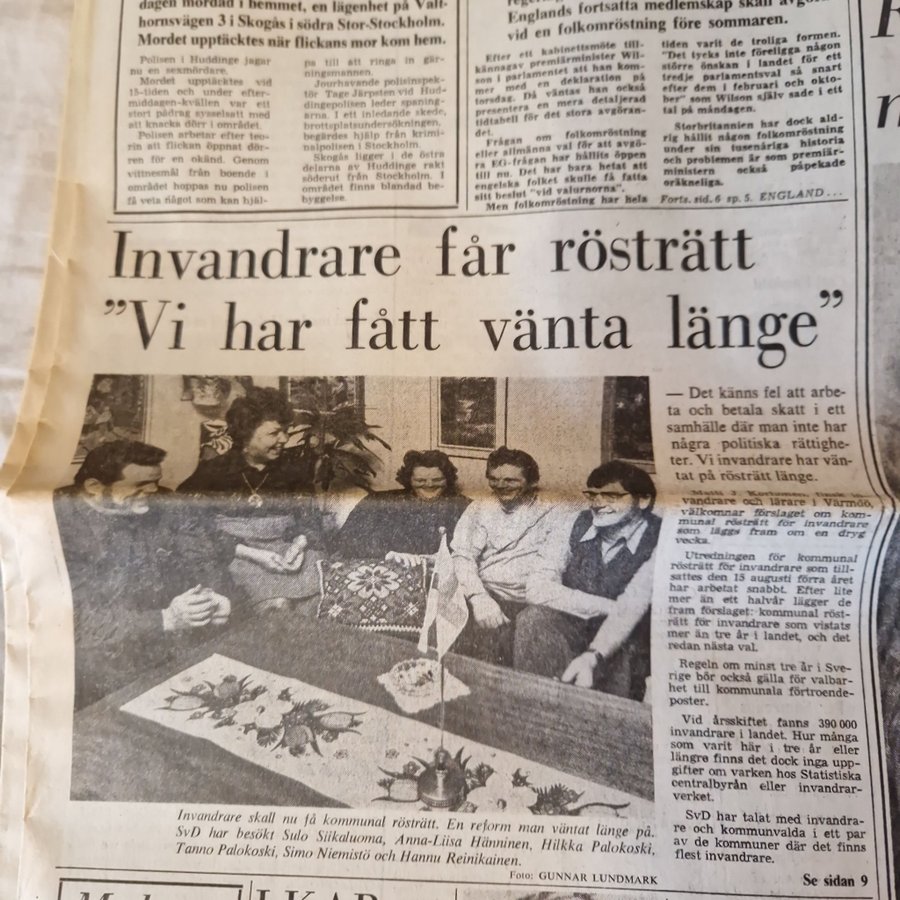 dagen mördad i hemmet, en lägenhet på Valt-
hornsvägen 3 i Skogås i södra Stor-Stockholm.
Mordet upptäcktes när flickans mor kom hem.
Polisen i Huddinge jagar
nu en sexmördare.
Mordet upptäcktes vid
15-tiden och under efter-
middagen-kvällen var ett
stort pådrag sysselsatt med
att knacka dörr i området.
Polisen arbetar efter teo-
rin att flickan öppnat dör-
ren för en okänd. Genom
vittnesmål från boende i
området hoppas nu polisen
få veta något som kan hjäl-
pa till att ringa in gär-
ningsmannen.
Jourhavande polisinspek-
tör Tage Järpsten vid Hud-
dingepolisen leder spaning-
arna. I ett inledande skede,
brottsplatsundersökningen,
begärdes hjälp från krimi-
nalpolisen i Stockholm.
Skogås ligger i de östra
delarna av Huddinge rakt
söderut från Stockholm. I
området finns blandad be-
byggelse.
Englands fortsatta medlemskap skall
vid en folkomröstning före sommaren.
Efter ett kabinettsmöte till-
kännagav premiärminister Wil-
son i parlamentet att han kom-
mer med en deklaration på
torsdag. Då väntas han också
presentera en mera detaljerad
tidtabell för det stora avgöran-
det.
Frågan om folkomröstning
eller allmänna val för att avgö-
ra EG-frågan har hållits öppen
till nu. Det har bara hetat att
engelska folket skulle få fatta
sitt beslut "vid valurnorna".
Men folkomröstning har hela
tiden varit de troliga formen.
"Det tycks inte föreligga någon
större önskan i landet för ett
tredje parlamentsval så snart
efter dem i februari och okto-
ber" som Wilson själv sade i ett
tal på måndagen.
Storbritannien har dock ald-
rig hållit någon folkomröstning
under sin tusenåriga historia
och problemen är som premiär-
ministern också påpekade
oräkneliga.
Forts. sid. 6 sp. 5. ENGLAND...
Invandrare får rösträtt
"Vi har fått vänta länge"
— Det känns fel att arbe-
ta och betala skatt i ett
samhälle där man inte har
några politiska rättighe-
ter. Vi invandrare har vän-
tat på rösträtt länge.
vandrare och lärare i Värmdö,
välkomnar förslaget om kom-
munal rösträtt för invandrare
som läggs fram om en dryg
vecka.
Utredningen för kommunal
rösträtt för invandrare som till-
sattes den 15 augusti förra året
har arbetat snabbt. Efter lite
mer än ett halvår lägger de
fram förslaget: kommunal röst-
rätt för invandrare som vistats
mer än tre år i landet, och det
redan nästa val.
Regeln om minst tre år i Sve-
rige bör också gälla för valbar-
het till kommunala förtroende-
poster.
Vid årsskiftet fanns 390 000
invandrare i landet. Hur många
som varit här i tre år eller
längre finns det dock inga upp-
gifter om varken hos Statistiska
centralbyrån eller invandrar-
verket.
SvD har talat med invandra-
re och kommunvalda i ett par
av de kommuner där det finns
flest invandrare.
Se sidan 9
Invandrare skall nu få kommunal rösträtt. En reform man väntat länge på.
SvD har besökt Sulo Siikaluoma, Anna-Liisa Hänninen, Hilkka Palokoski,
Tanno Palokoski, Simo Niemistö och Hannu Reinikainen.
Foto: GUNNAR LUNDMARK